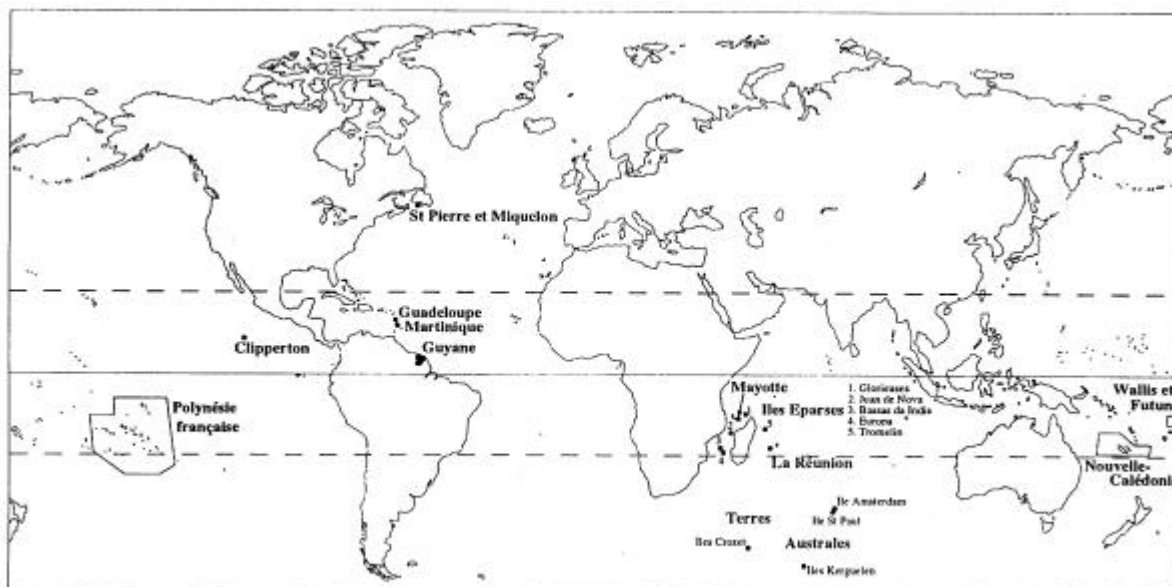 St Pierre et Miquelon
Guadeloupe
Martinique
Clipperton
Guyane
Mayotte
1. Glorieuses
2. Juan de Nova
3. Bassas da India
4. Europa
5. Tromelin
Wallis et
Futun
Polynésie
française
Iles Eparses
La Réunion
Nouvelle-
Calédonie
Ile Amsterdam
Ile St Paul
Terres
Australes
Iles Crozet
Iles Kerguelen